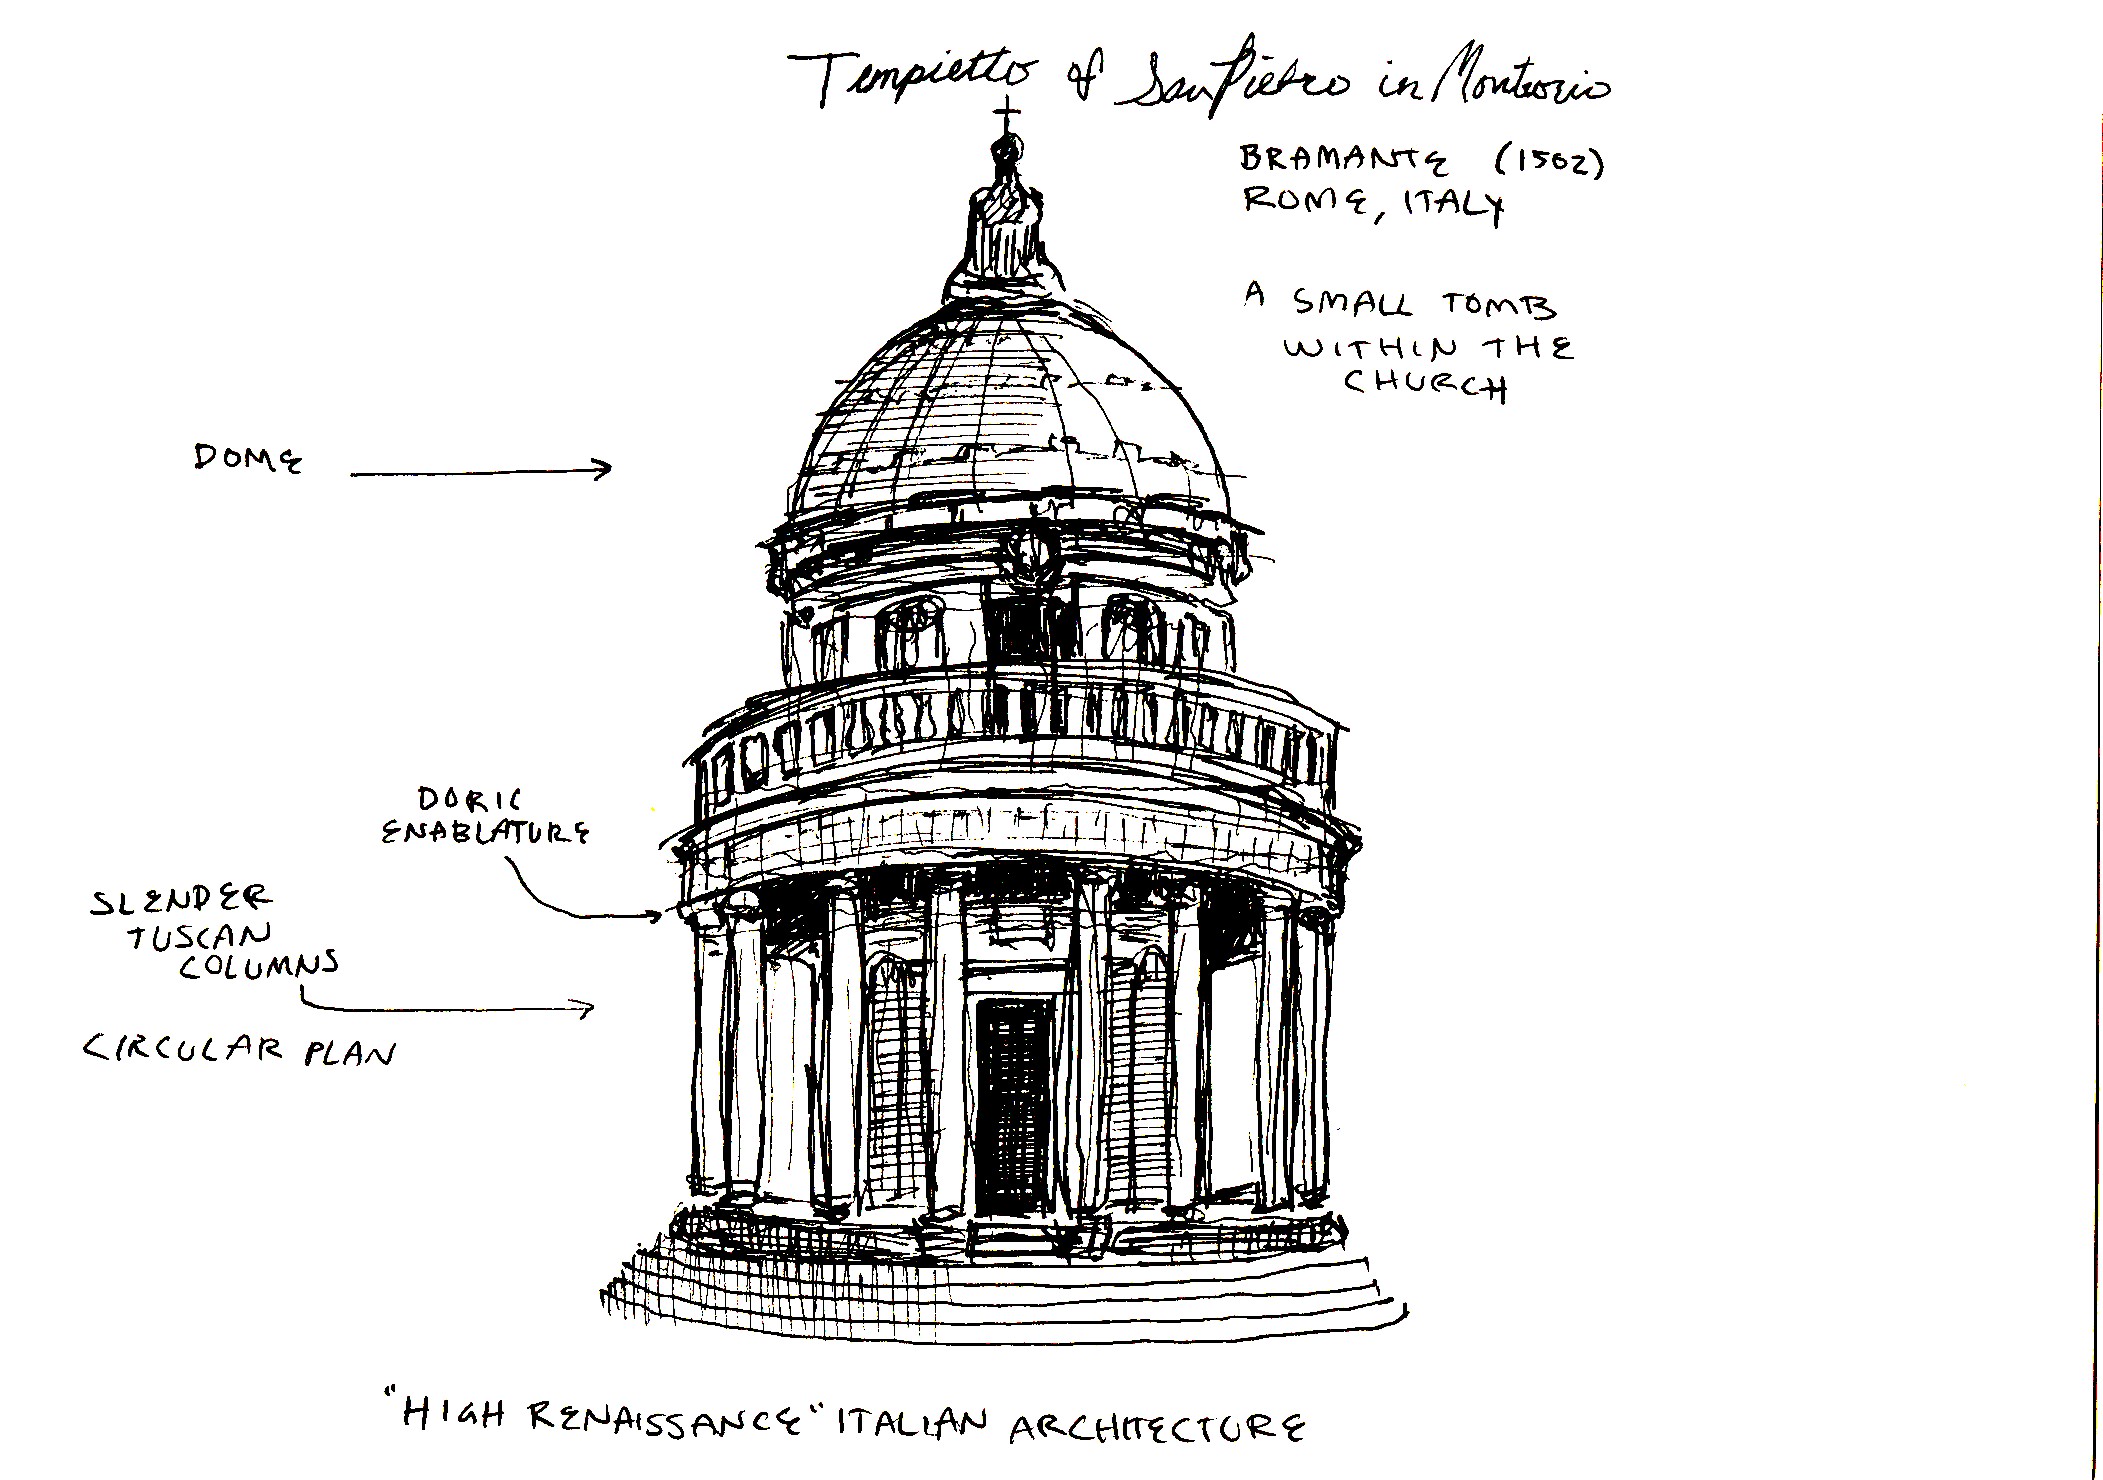 Tempietto of San Pietro in Montorio
BRAMANTE (1502)
ROME, ITALY
A SMALL TOMB
WITHIN THE
CHURCH
DOME
DORIC
ENABLATURE
SLENDER
TUSCAN
COLUMNS
CIRCULAR PLAN
"HIGH RENAISSANCE" ITALIAN ARCHITECTURE